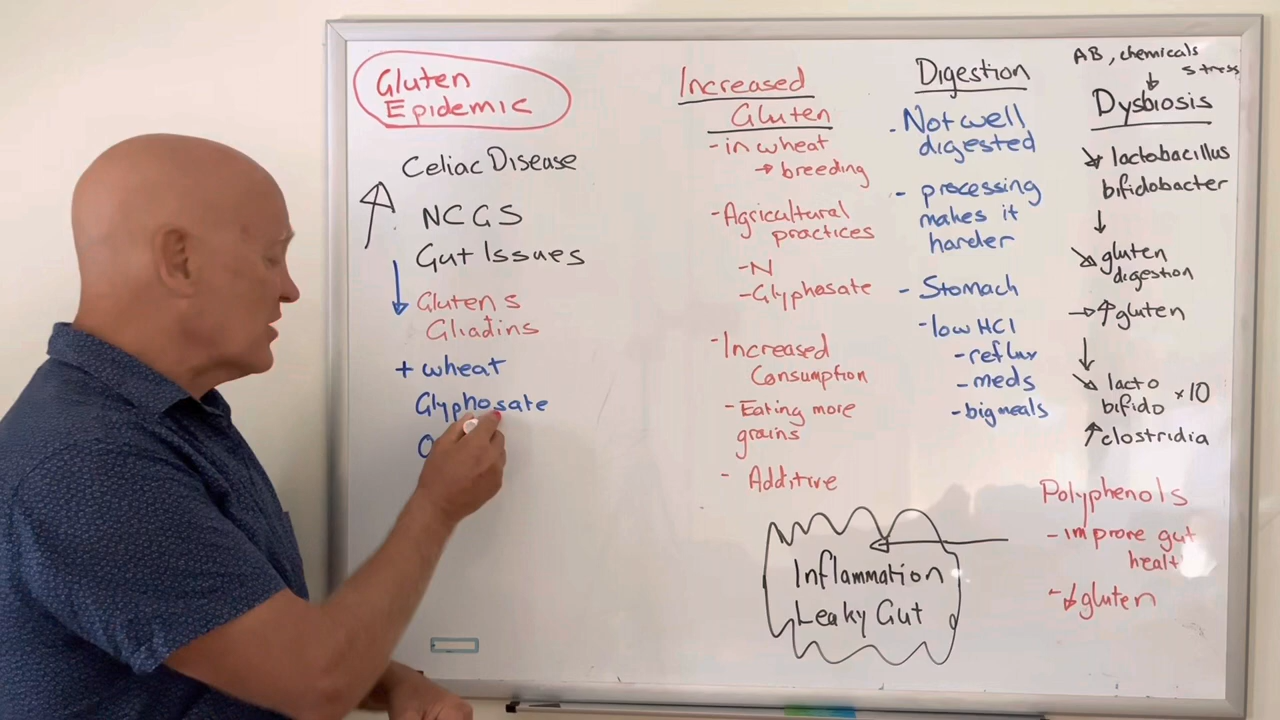 Gluten
Epidemic
Celiac Disease
NCGS
Gut Issues
Glutens
Gliadins
+ wheat
Glyphosate
Increased
Gluten
- in wheat
→ breeding
- Agricultural
practices
- N
- Glyphosate
- Increased
Consumption
- Eating more
grains
- Additive
Digestion
- Not well
digested
- processing
makes it
harder
- Stomach
- low HCl
- reflux
- meds
- big meals
AB, chemicals
stress
↓
Dysbiosis
↘ lactobacillus
bifidobacter
↓
↘ gluten
digestion
→ ↑ gluten
↓
↘ lacto
bifido ×10
↑ clostridia
Polyphenols
- improve gut
health
- ↓ gluten
Inflammation
Leaky Gut